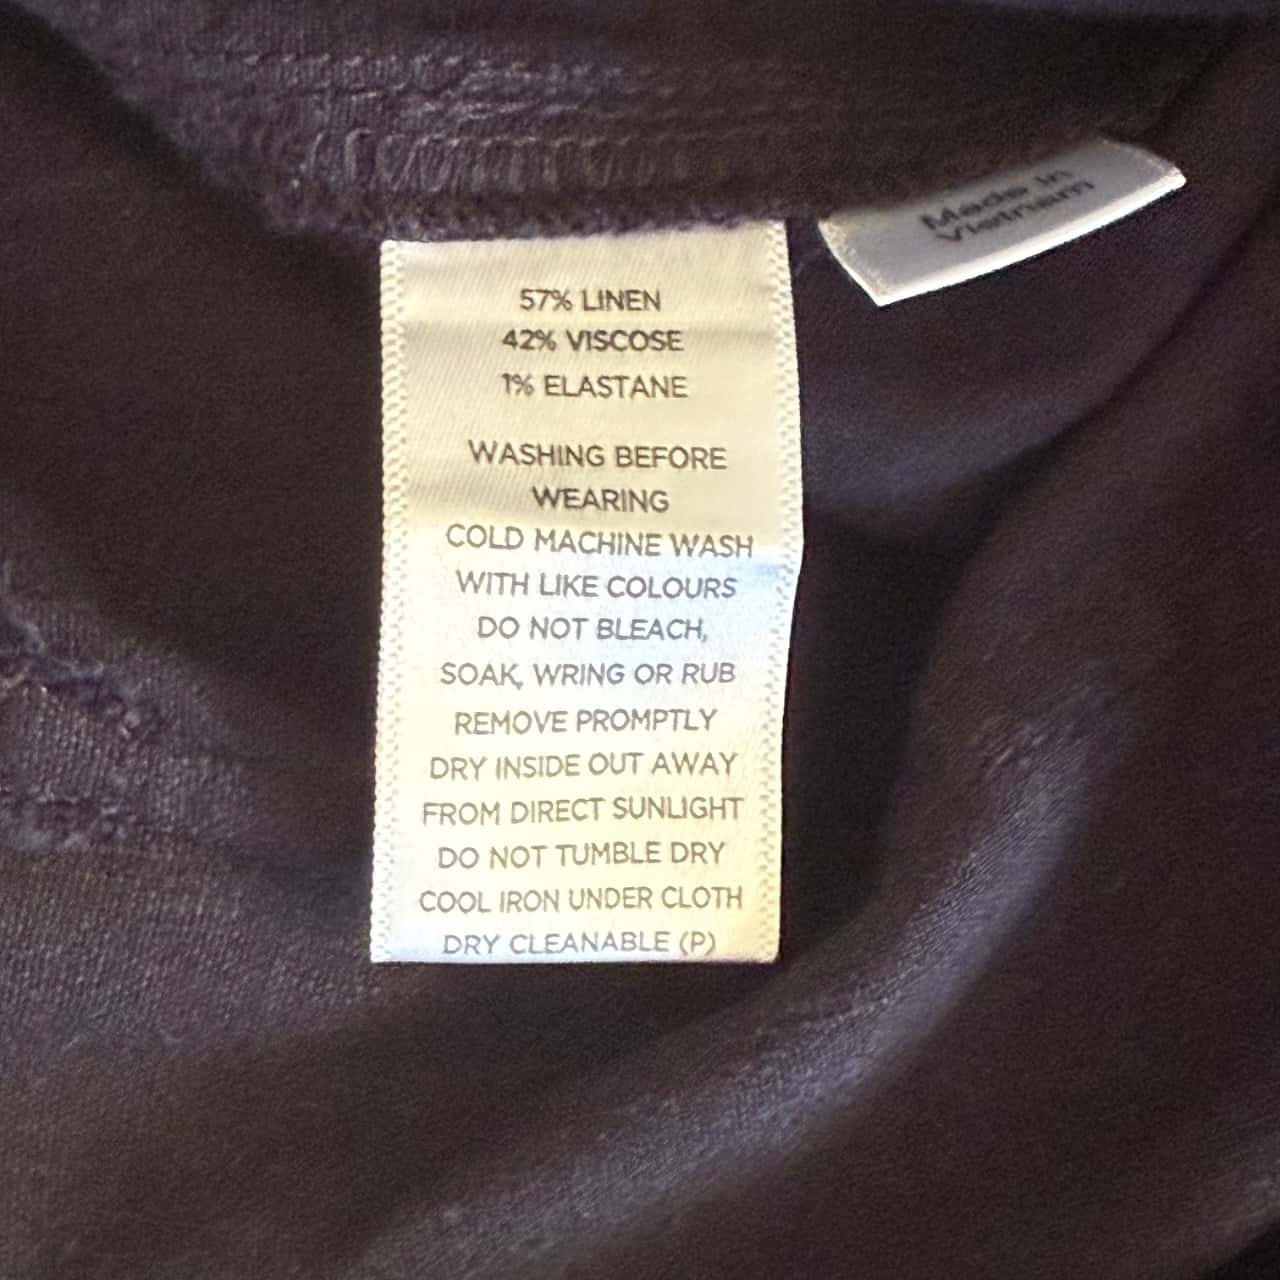 57% LINEN
42% VISCOSE
1% ELASTANE
WASHING BEFORE
WEARING
COLD MACHINE WASH
WITH LIKE COLOURS
DO NOT BLEACH,
SOAK, WRING OR RUB
REMOVE PROMPTLY
DRY INSIDE OUT AWAY
FROM DIRECT SUNLIGHT
DO NOT TUMBLE DRY
COOL IRON UNDER CLOTH
DRY CLEANABLE (P)
Made in
Vietnam